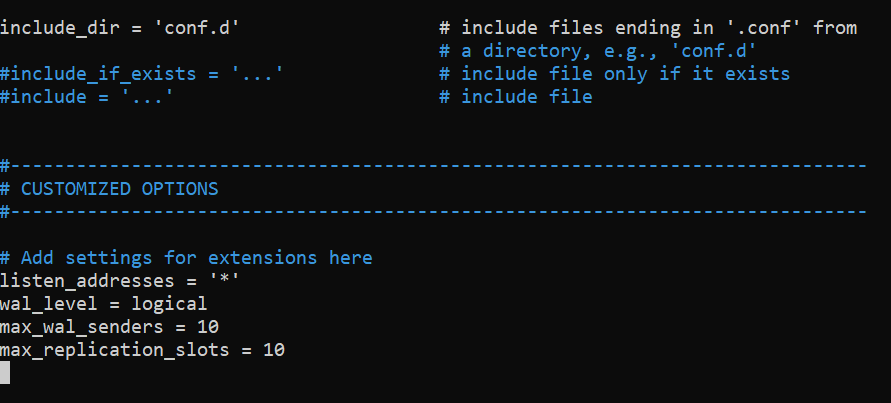 include_dir = 'conf.d' # include files ending in '.conf' from
# a directory, e.g., 'conf.d'
#include_if_exists = '...' # include file only if it exists
#include = '...' # include file
#------------------------------------------------------------------------------
# CUSTOMIZED OPTIONS
#------------------------------------------------------------------------------
# Add settings for extensions here
listen_addresses = '*'
wal_level = logical
max_wal_senders = 10
max_replication_slots = 10